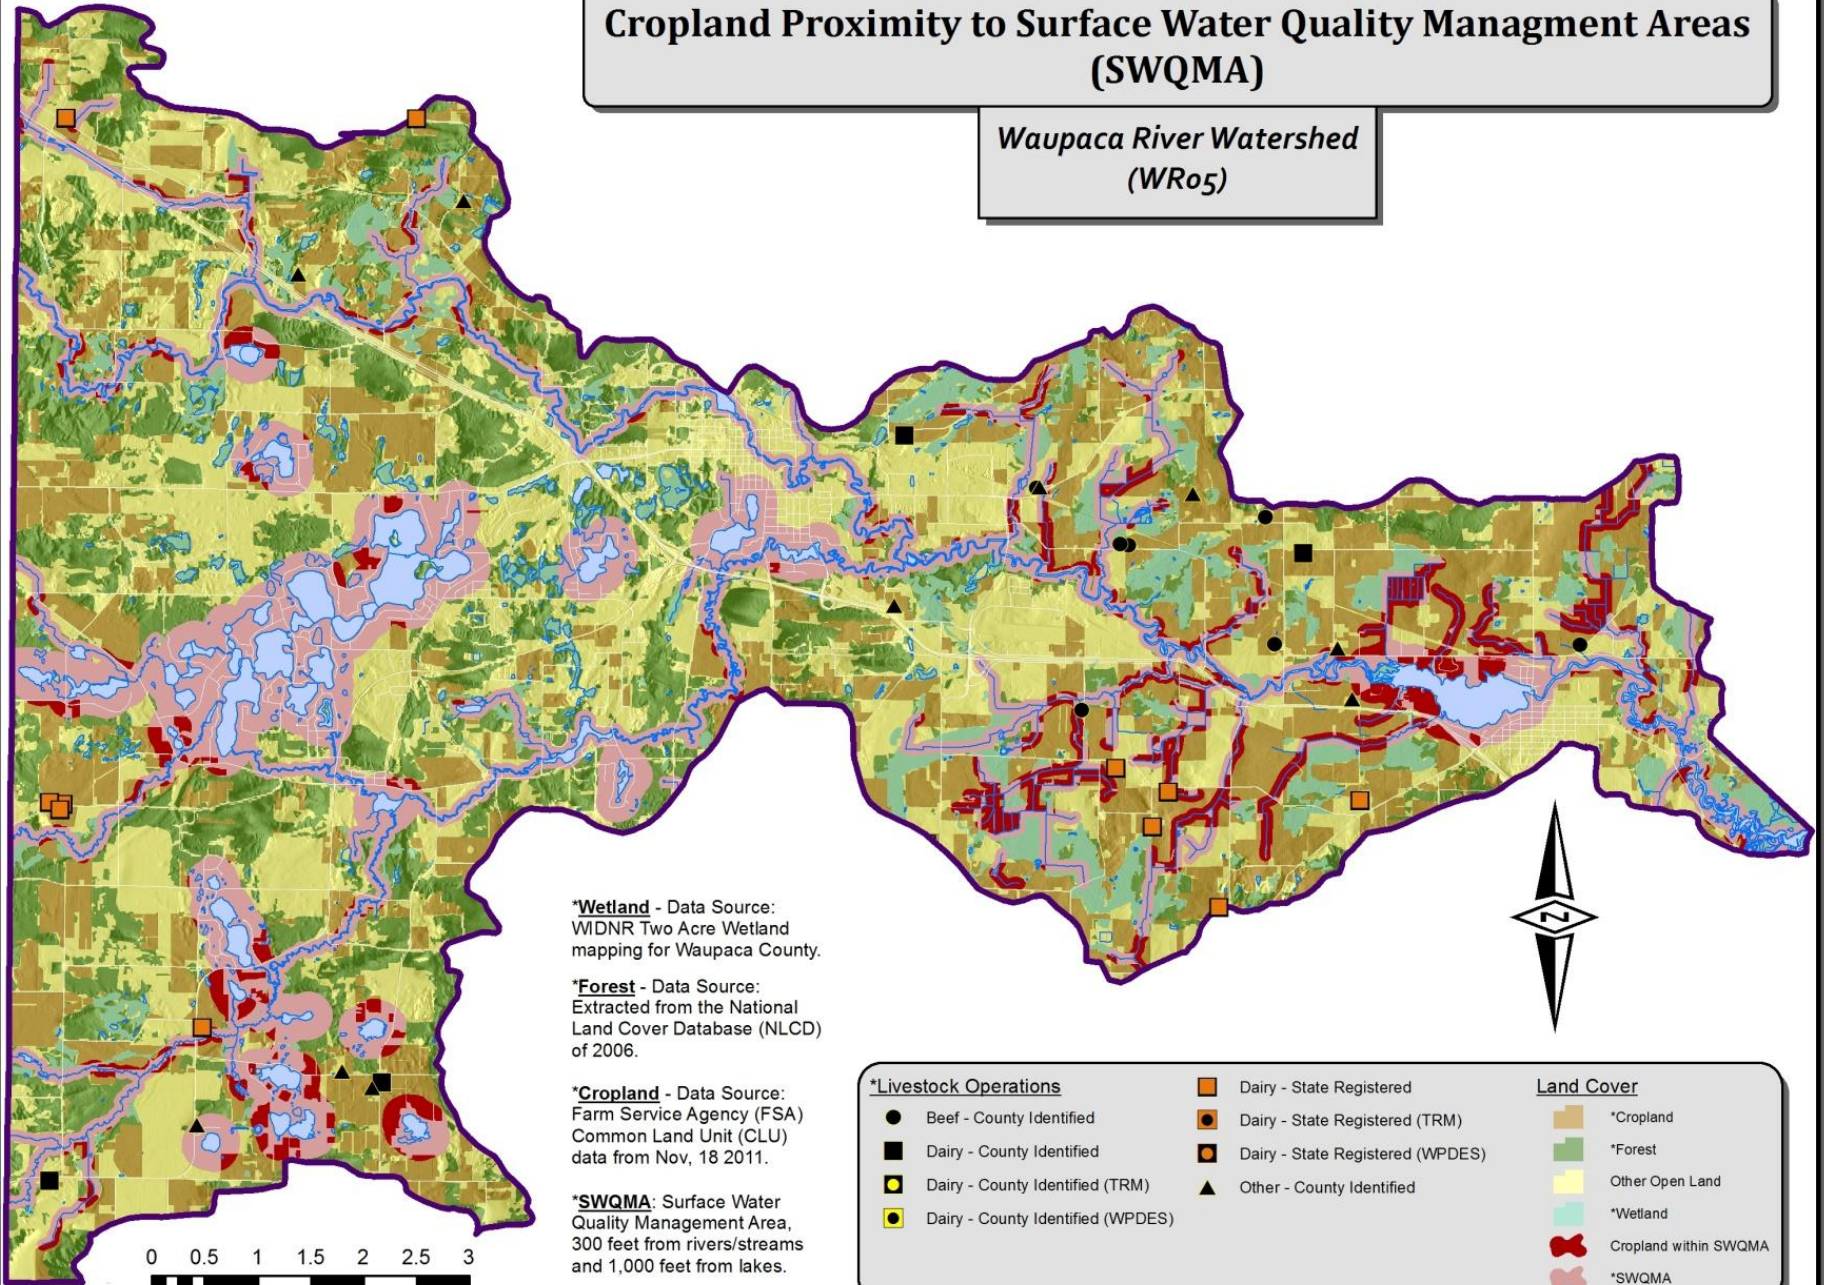 Cropland Proximity to Surface Water Quality Managment Areas
(SWQMA)
Waupaca River Watershed
(WR05)
*Wetland - Data Source:
WIDNR Two Acre Wetland
mapping for Waupaca County.
*Forest - Data Source:
Extracted from the National
Land Cover Database (NLCD)
of 2006.
*Cropland - Data Source:
Farm Service Agency (FSA)
Common Land Unit (CLU)
data from Nov, 18 2011.
*SWQMA: Surface Water
Quality Management Area,
300 feet from rivers/streams
and 1,000 feet from lakes.
0 0.5 1 1.5 2 2.5 3
N
*Livestock Operations
Beef - County Identified
Dairy - County Identified
Dairy - County Identified (TRM)
Dairy - County Identified (WPDES)
Dairy - State Registered
Dairy - State Registered (TRM)
Dairy - State Registered (WPDES)
Other - County Identified
Land Cover
*Cropland
*Forest
Other Open Land
*Wetland
Cropland within SWQMA
*SWQMA